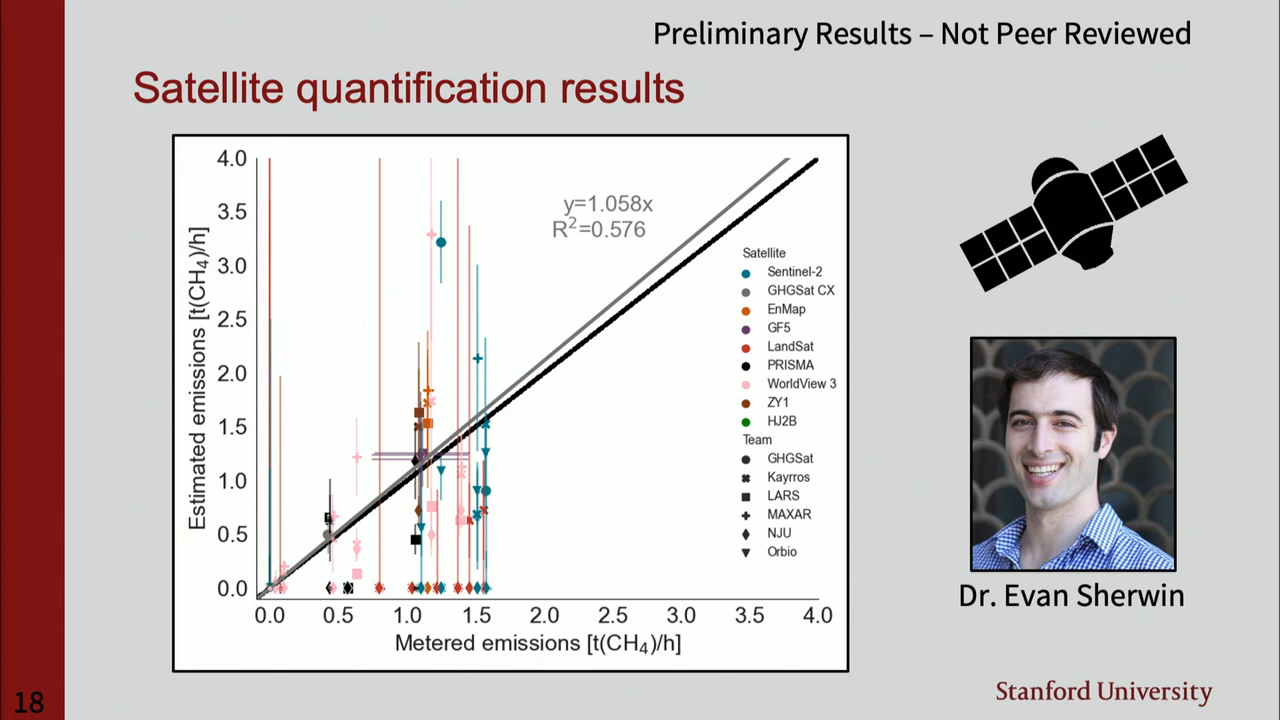 Preliminary Results – Not Peer Reviewed
Satellite quantification results
4.0
3.5
3.0
2.5
2.0
1.5
1.0
0.5
0.0
Estimated emissions [t(CH₄)/h]
y=1.058x
R²=0.576
Satellite
Sentinel-2
GHGSat CX
EnMap
GF5
LandSat
PRISMA
WorldView 3
ZY1
HJ2B
Team
GHGSat
Kayrros
LARS
MAXAR
NJU
Orbio
0.0 0.5 1.0 1.5 2.0 2.5 3.0 3.5 4.0
Metered emissions [t(CH₄)/h]
Dr. Evan Sherwin
Stanford University
18